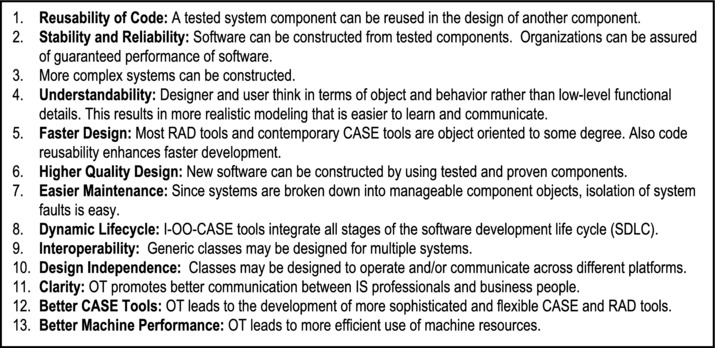 1. Reusability of Code: A tested system component can be reused in the design of another component.
2. Stability and Reliability: Software can be constructed from tested components.  Organizations can be assured
of guaranteed performance of software.
3. More complex systems can be constructed.
4. Understandability: Designer and user think in terms of object and behavior rather than low-level functional
details. This results in more realistic modeling that is easier to learn and communicate.
5. Faster Design: Most RAD tools and contemporary CASE tools are object oriented to some degree. Also code
reusability enhances faster development.
6. Higher Quality Design: New software can be constructed by using tested and proven components.
7. Easier Maintenance: Since systems are broken down into manageable component objects, isolation of system
faults is easy.
8. Dynamic Lifecycle: I-OO-CASE tools integrate all stages of the software development life cycle (SDLC).
9. Interoperability:  Generic classes may be designed for multiple systems.
10. Design Independence:  Classes may be designed to operate and/or communicate across different platforms.
11. Clarity: OT promotes better communication between IS professionals and business people.
12. Better CASE Tools: OT leads to the development of more sophisticated and flexible CASE and RAD tools.
13. Better Machine Performance: OT leads to more efficient use of machine resources.